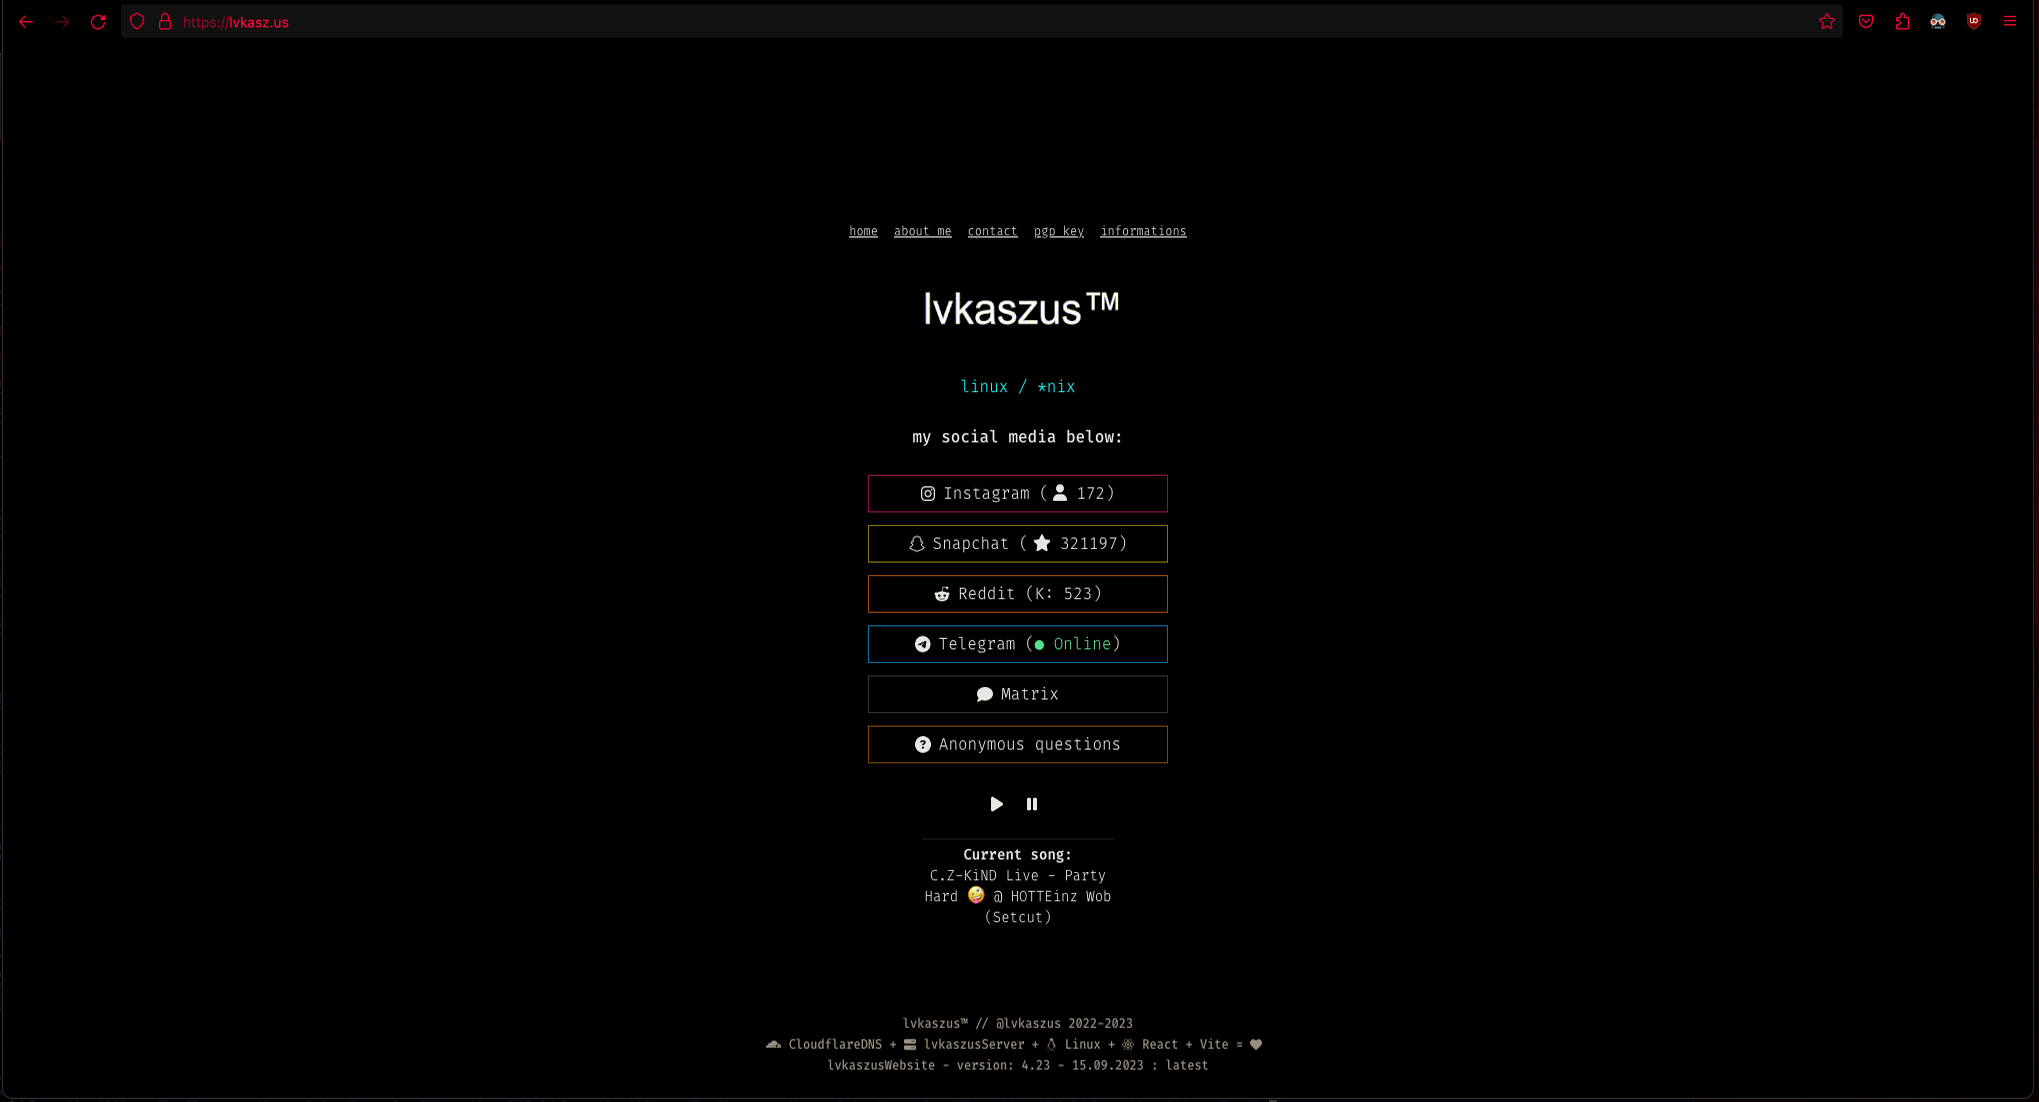 https://lvkasz.us
home about me contact pgp key informations
lvkaszus™
linux / *nix
my social media below:
Instagram ( 172)
Snapchat ( 321197)
Reddit (K: 523)
Telegram (● Online)
Matrix
Anonymous questions
Current song:
C.Z-KiND Live - Party
Hard 🤪 @ HOTTEinz Wob
(Setcut)
lvkaszus™ // @lvkaszus 2022-2023
CloudflareDNS + lvkaszusServer + Linux + React + Vite = ♥
lvkaszusWebsite - version: 4.23 - 15.09.2023 : latest